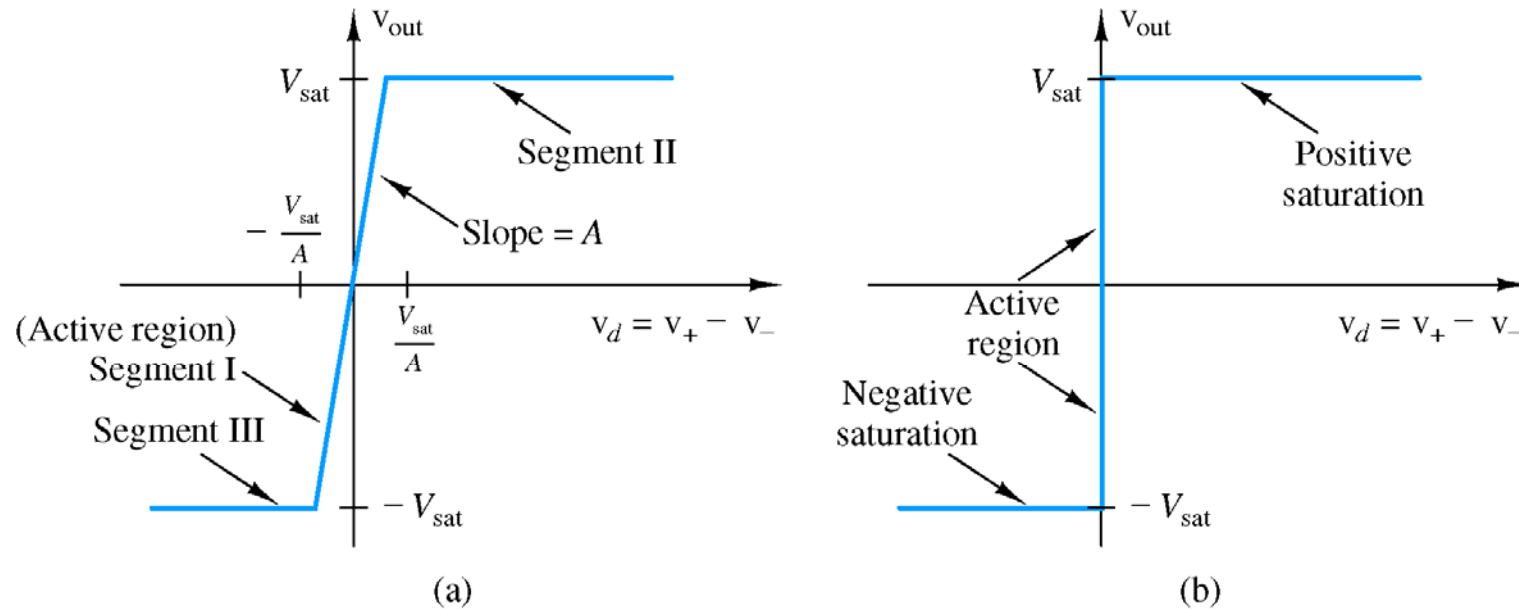 v_out
V_sat
Segment II
− V_sat/A
Slope = A
(Active region)
Segment I
V_sat/A
v_d = v_+ − v_−
Segment III
− V_sat
(a)
v_out
V_sat
Positive
saturation
Active
region
v_d = v_+ − v_−
Negative
saturation
− V_sat
(b)